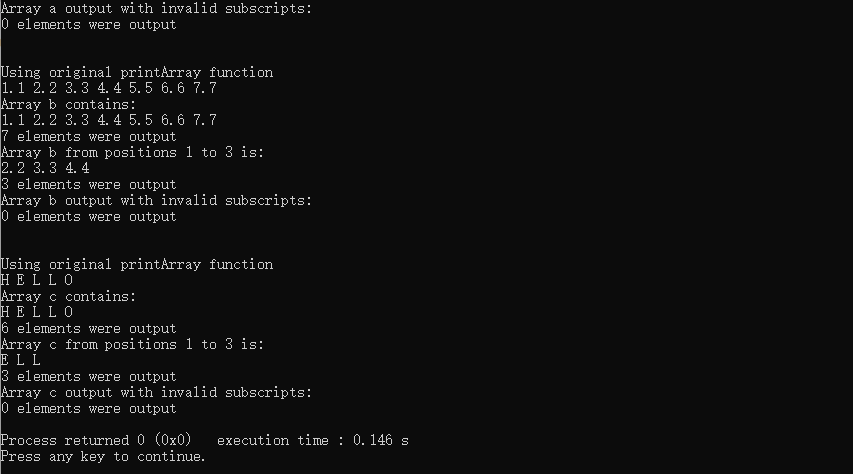 Array a output with invalid subscripts:
0 elements were output
Using original printArray function
1.1 2.2 3.3 4.4 5.5 6.6 7.7
Array b contains:
1.1 2.2 3.3 4.4 5.5 6.6 7.7
7 elements were output
Array b from positions 1 to 3 is:
2.2 3.3 4.4
3 elements were output
Array b output with invalid subscripts:
0 elements were output
Using original printArray function
H E L L O
Array c contains:
H E L L O
6 elements were output
Array c from positions 1 to 3 is:
E L L
3 elements were output
Array c output with invalid subscripts:
0 elements were output
Process returned 0 (0x0)   execution time : 0.146 s
Press any key to continue.